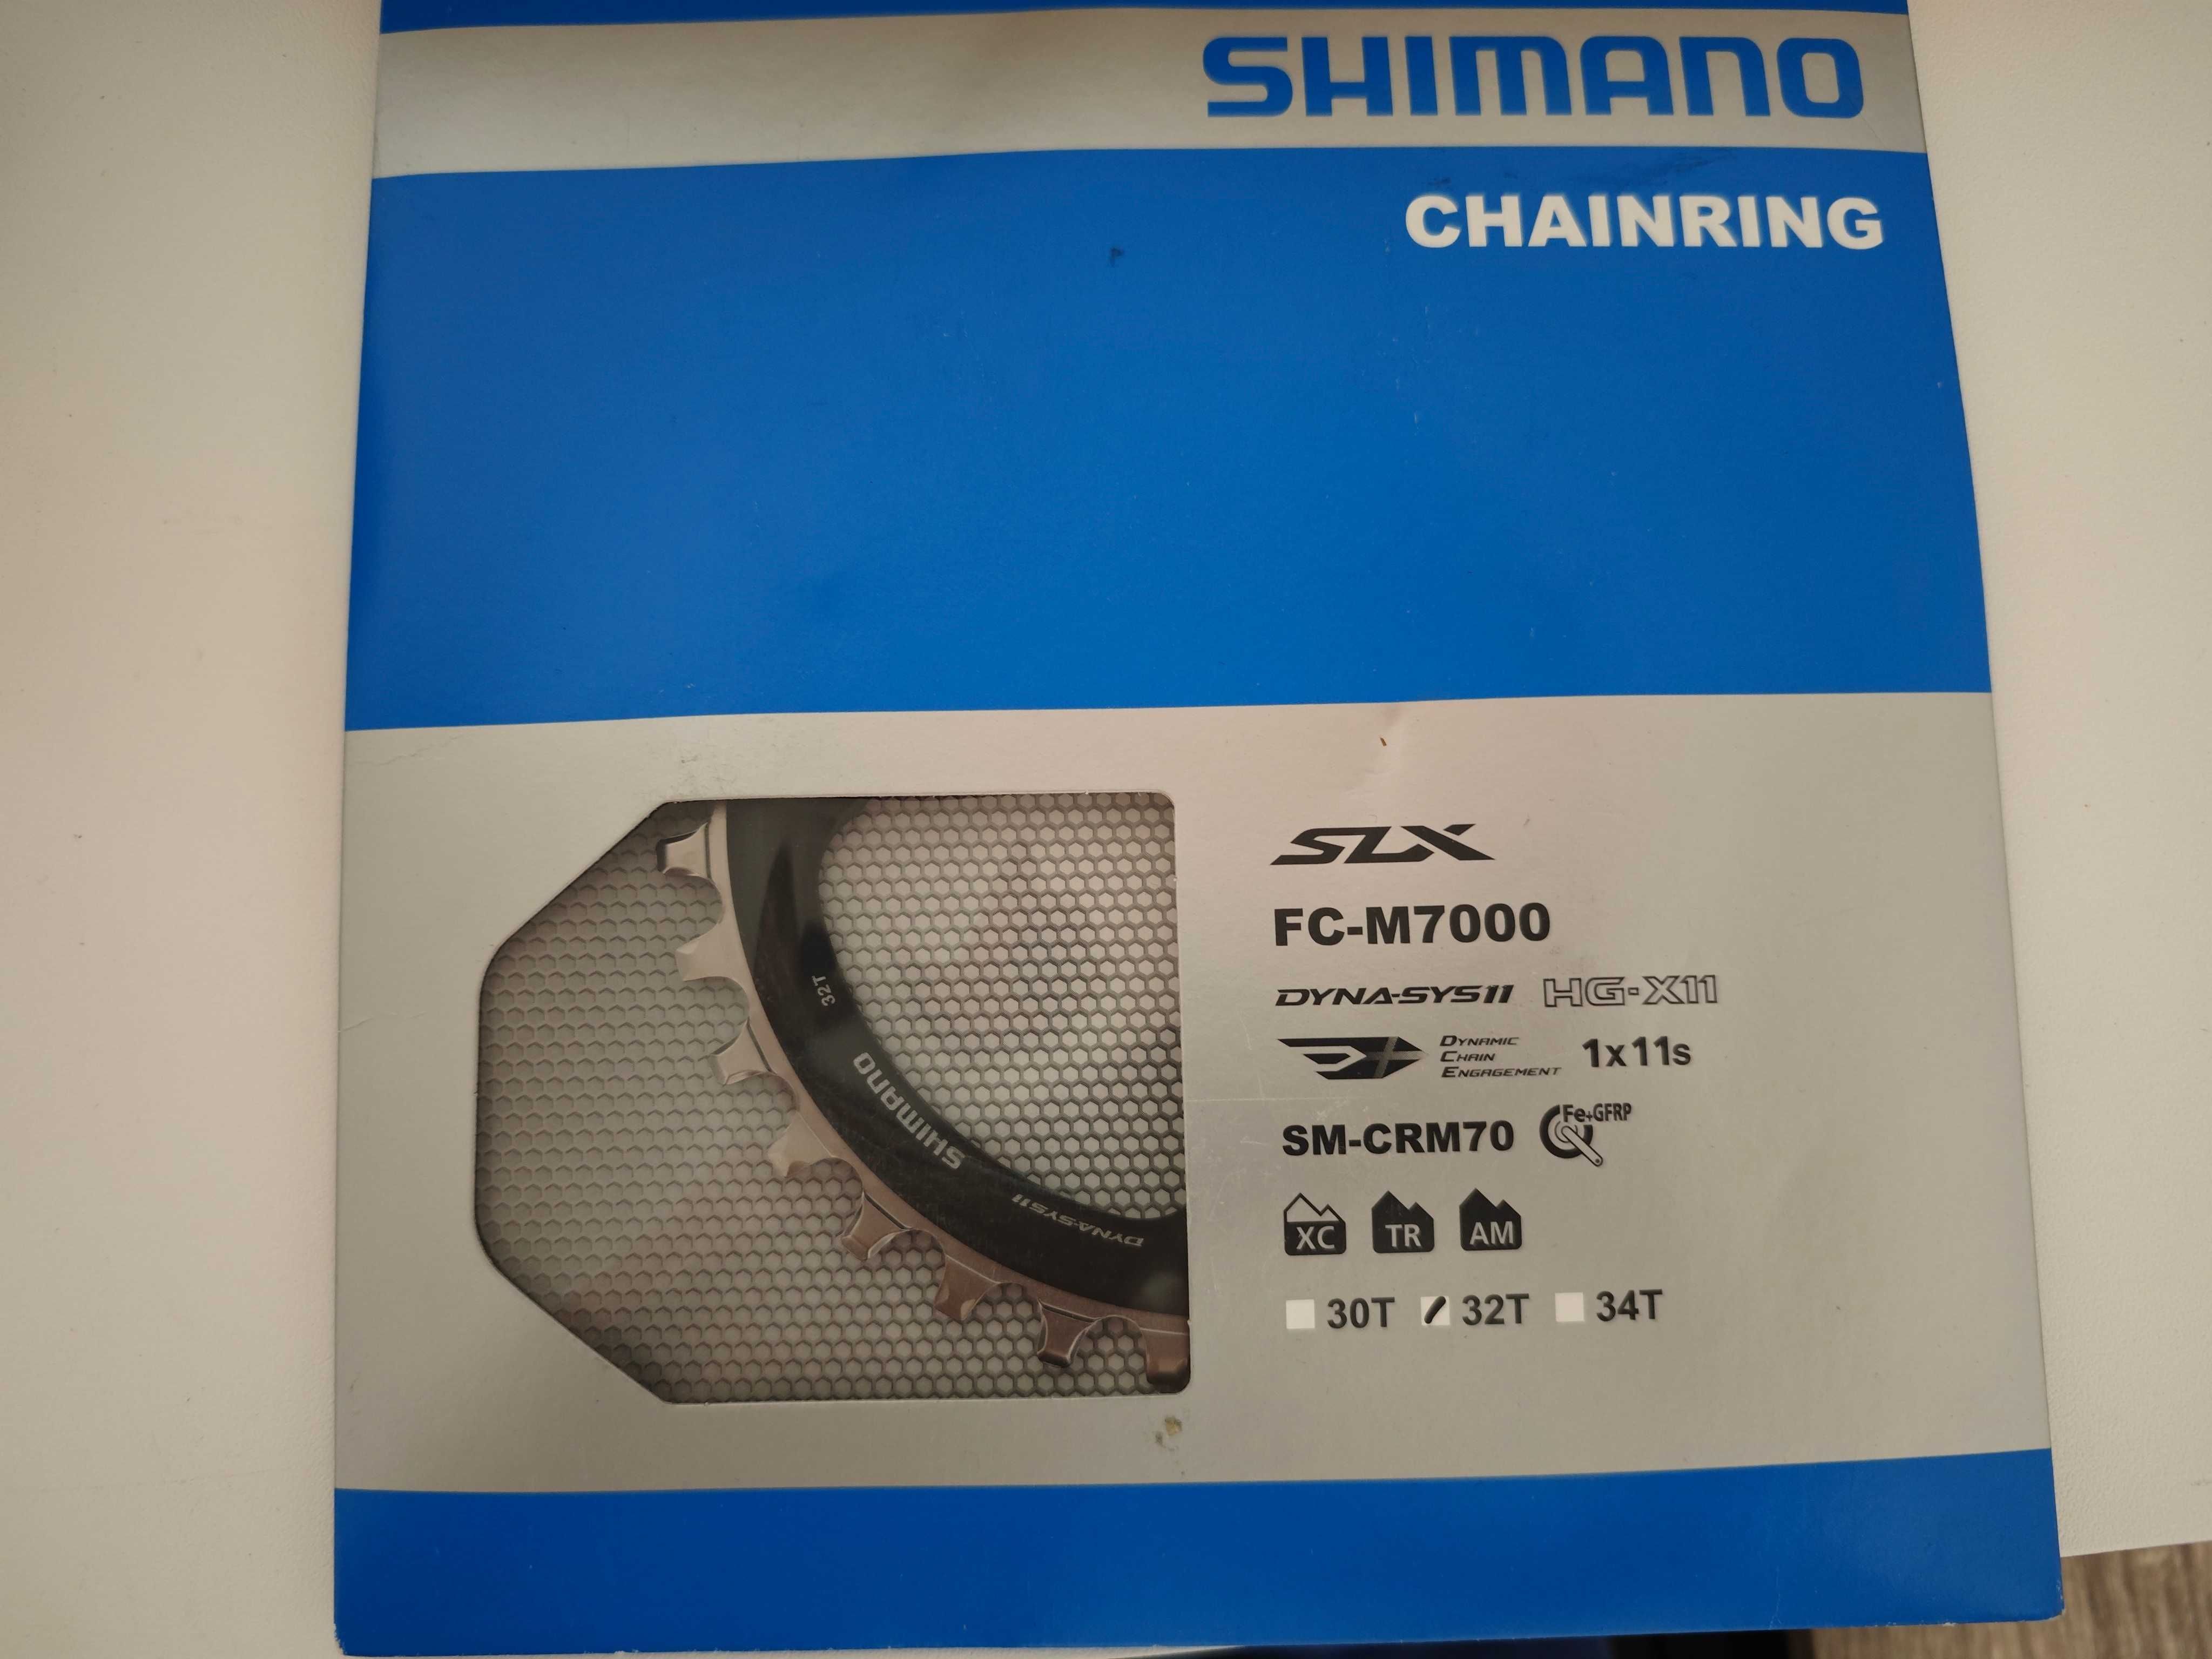 SHIMANO
CHAINRING
SLX
FC-M7000
DYNA-SYS11 HG-X11
DYNAMIC
CHAIN
ENGAGEMENT
1x11s
SM-CRM70
Fe+GFRP
XC TR AM
30T 32T 34T
32T
SHIMANO
DYNA-SYS11